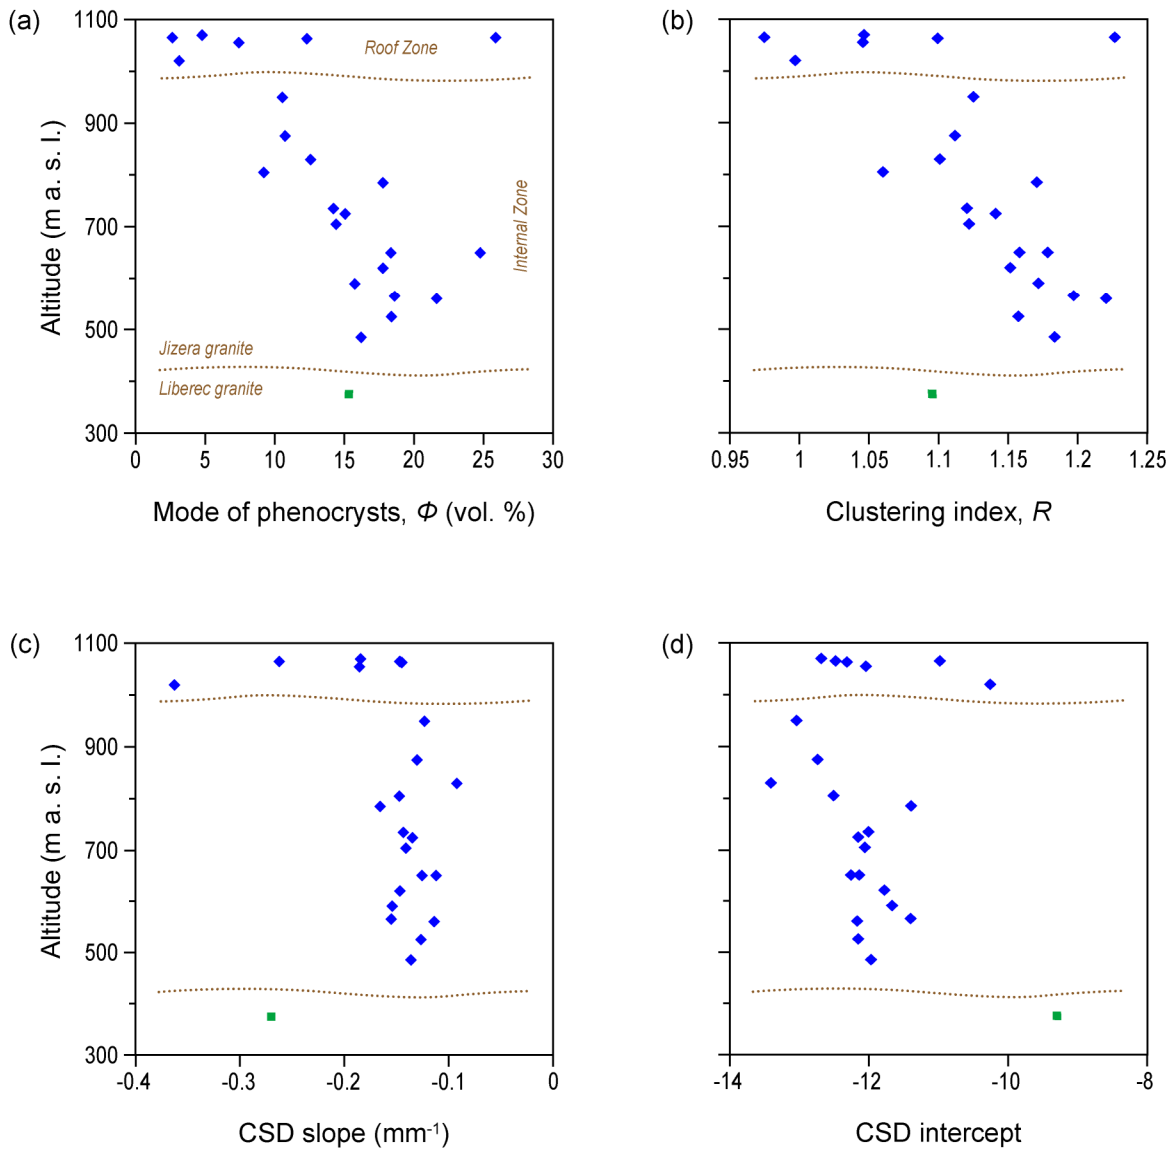 (a)
1100
900
700
500
300
Altitude (m a. s. l.)
Roof Zone
Internal Zone
Jizera granite
Liberec granite
0 5 10 15 20 25 30
Mode of phenocrysts, Φ (vol. %)
(b)
0.95 1 1.05 1.1 1.15 1.2 1.25
Clustering index, R
(c)
1100
900
700
500
300
Altitude (m a. s. l.)
-0.4 -0.3 -0.2 -0.1 0
CSD slope (mm-1)
(d)
-14 -12 -10 -8
CSD intercept